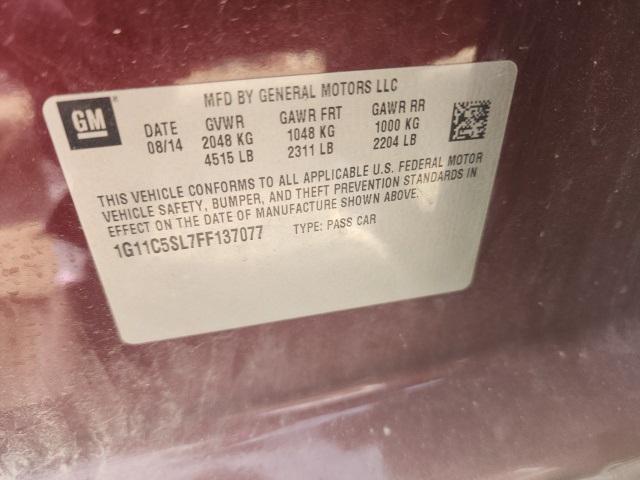 MFD BY GENERAL MOTORS LLC
GM®
DATE GVWR GAWR FRT GAWR RR
08/14 2048 KG 1048 KG 1000 KG
4515 LB 2311 LB 2204 LB
THIS VEHICLE CONFORMS TO ALL APPLICABLE U.S. FEDERAL MOTOR
VEHICLE SAFETY, BUMPER, AND THEFT PREVENTION STANDARDS IN
EFFECT ON THE DATE OF MANUFACTURE SHOWN ABOVE.
1G11C5SL7FF137077 TYPE: PASS CAR